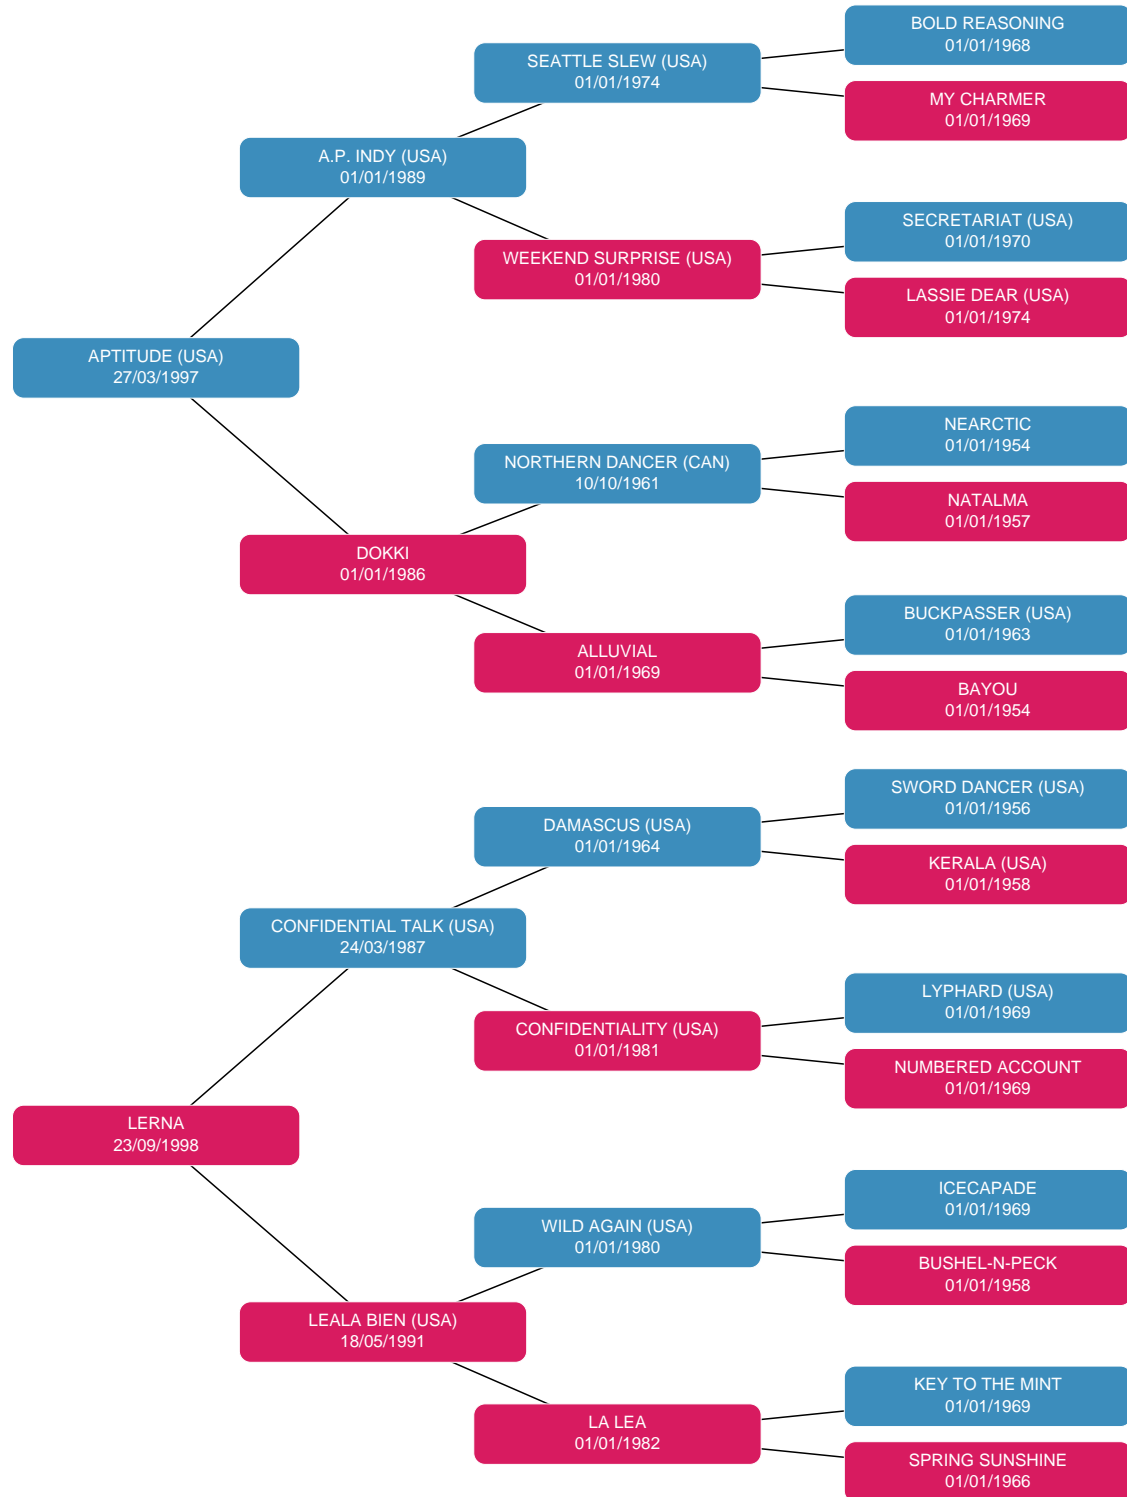 BOLD REASONING
01/01/1968
SEATTLE SLEW (USA)
01/01/1974
MY CHARMER
01/01/1969
A.P. INDY (USA)
01/01/1989
SECRETARIAT (USA)
01/01/1970
WEEKEND SURPRISE (USA)
01/01/1980
LASSIE DEAR (USA)
01/01/1974
APTITUDE (USA)
27/03/1997
NEARCTIC
01/01/1954
NORTHERN DANCER (CAN)
10/10/1961
NATALMA
01/01/1957
DOKKI
01/01/1986
BUCKPASSER (USA)
01/01/1963
ALLUVIAL
01/01/1969
BAYOU
01/01/1954
SWORD DANCER (USA)
01/01/1956
DAMASCUS (USA)
01/01/1964
KERALA (USA)
01/01/1958
CONFIDENTIAL TALK (USA)
24/03/1987
LYPHARD (USA)
01/01/1969
CONFIDENTIALITY (USA)
01/01/1981
NUMBERED ACCOUNT
01/01/1969
LERNA
23/09/1998
ICECAPADE
01/01/1969
WILD AGAIN (USA)
01/01/1980
BUSHEL-N-PECK
01/01/1958
LEALA BIEN (USA)
18/05/1991
KEY TO THE MINT
01/01/1969
LA LEA
01/01/1982
SPRING SUNSHINE
01/01/1966